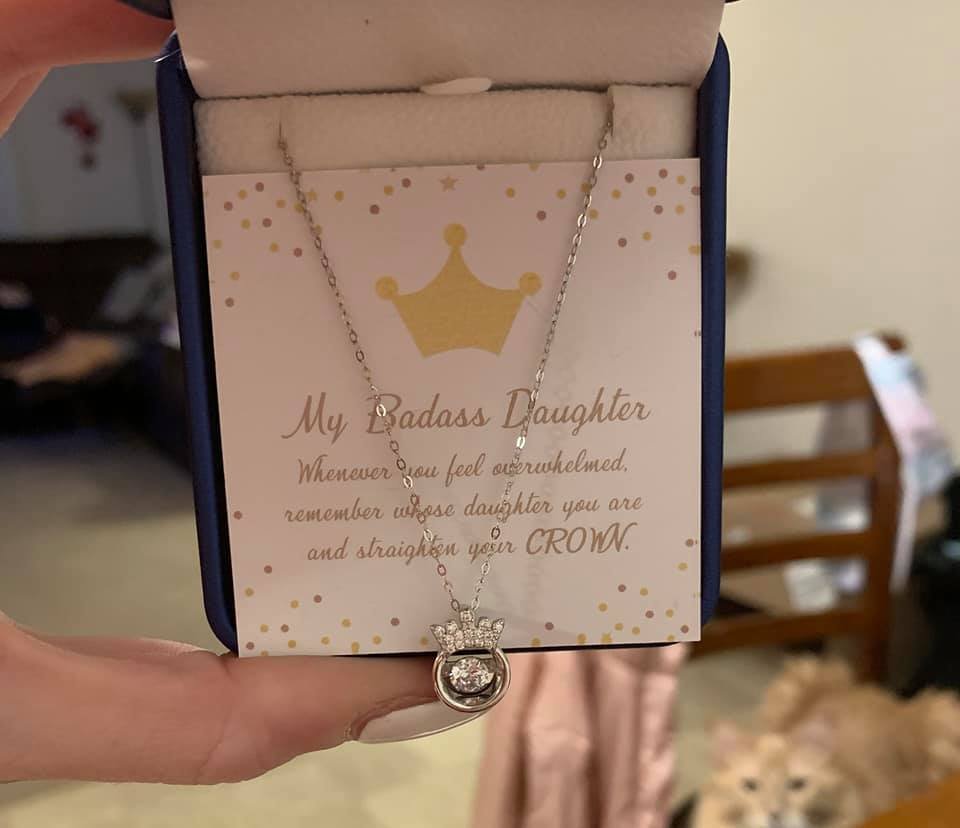 My Badass Daughter
Whenever you feel overwhelmed,
remember whose daughter you are
and straighten your CROWN.